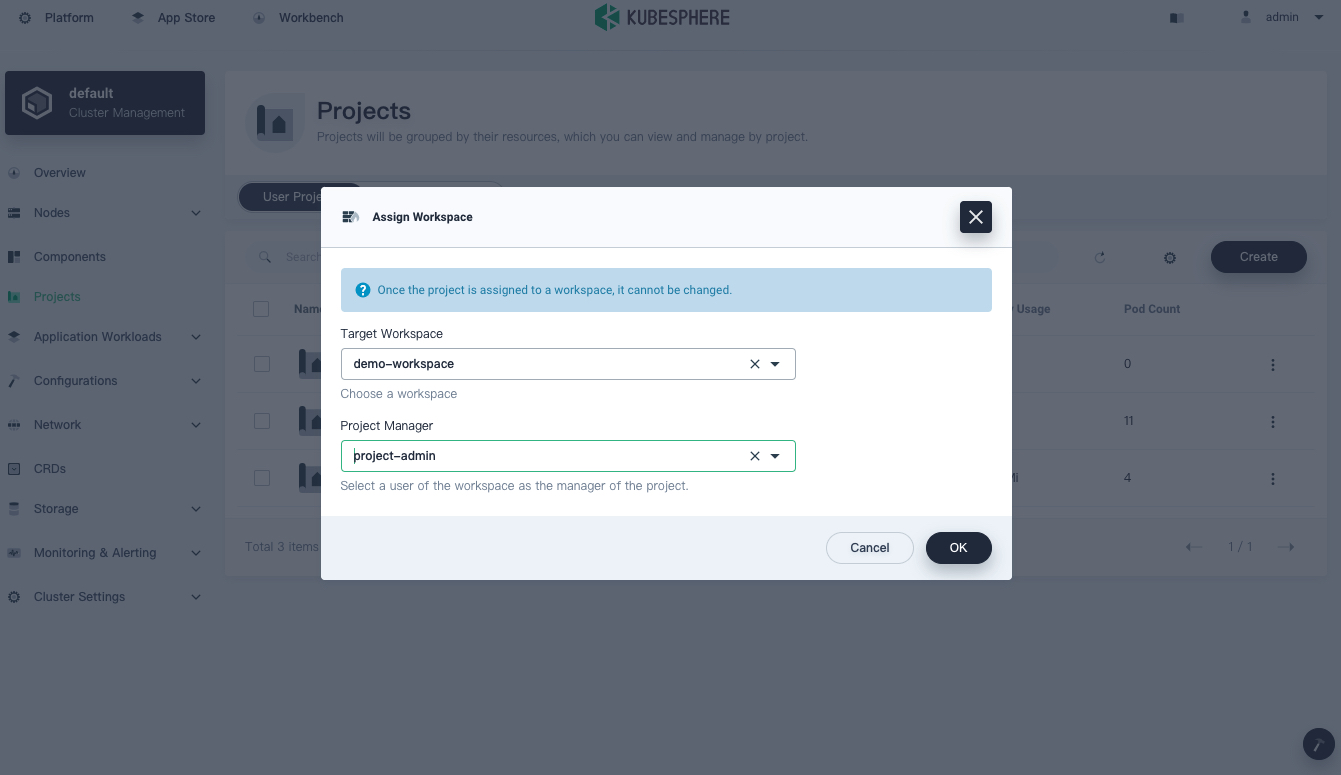 Platform
App Store
Workbench
KUBESPHERE
admin
default
Cluster Management
Projects
Projects will be grouped by their resources, which you can view and manage by project.
Overview
Nodes
Components
Projects
Application Workloads
Configurations
Network
CRDs
Storage
Monitoring & Alerting
Cluster Settings
User
Create
Usage
Pod Count
0
11
4
Total 3 items
1 / 1
Assign Workspace
Once the project is assigned to a workspace, it cannot be changed.
Target Workspace
demo-workspace
Choose a workspace
Project Manager
project-admin
Select a user of the workspace as the manager of the project.
Cancel
OK